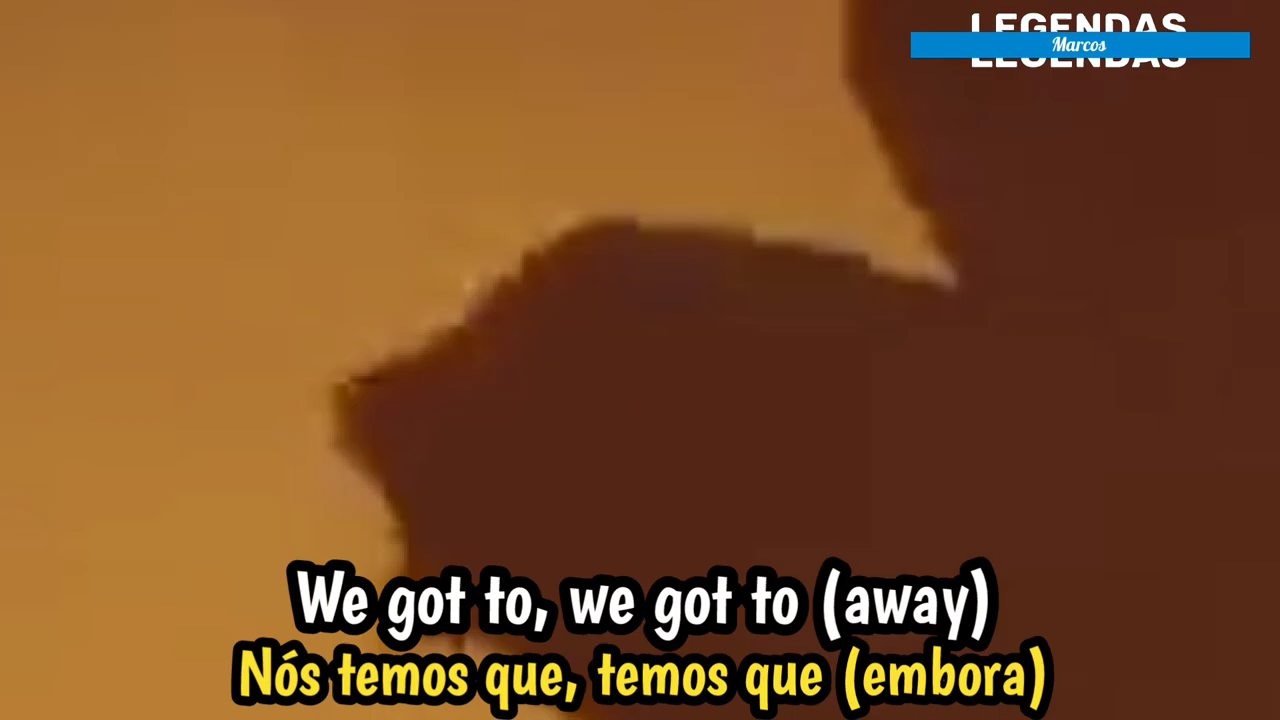 LEGENDAS
Marcos
LEGENDAS
We got to, we got to (away)
Nós temos que, temos que (embora)